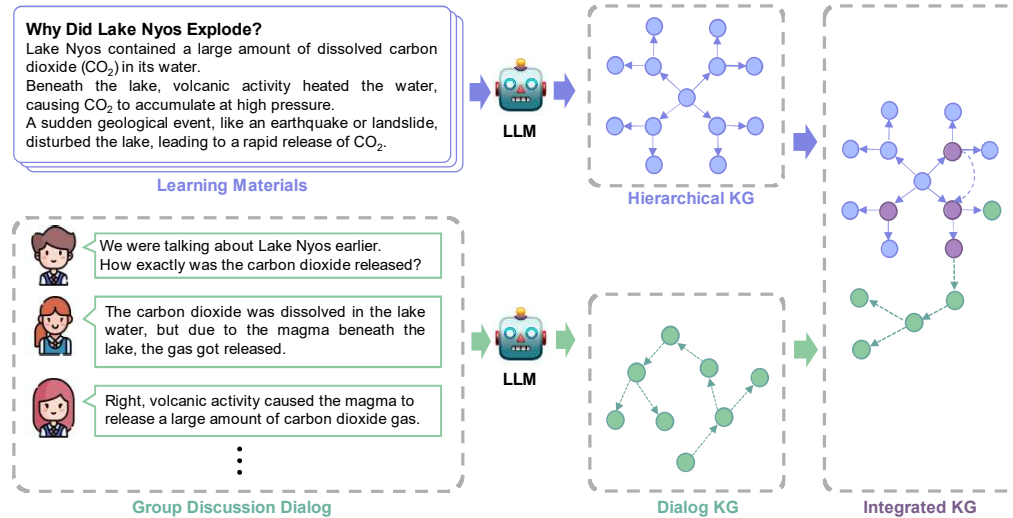 Why Did Lake Nyos Explode?
Lake Nyos contained a large amount of dissolved carbon
dioxide (CO₂) in its water.
Beneath the lake, volcanic activity heated the water,
causing CO₂ to accumulate at high pressure.
A sudden geological event, like an earthquake or landslide,
disturbed the lake, leading to a rapid release of CO₂.
Learning Materials
LLM
Hierarchical KG
We were talking about Lake Nyos earlier.
How exactly was the carbon dioxide released?
The carbon dioxide was dissolved in the lake
water, but due to the magma beneath the
lake, the gas got released.
Right, volcanic activity caused the magma to
release a large amount of carbon dioxide gas.
Group Discussion Dialog
LLM
Dialog KG
Integrated KG